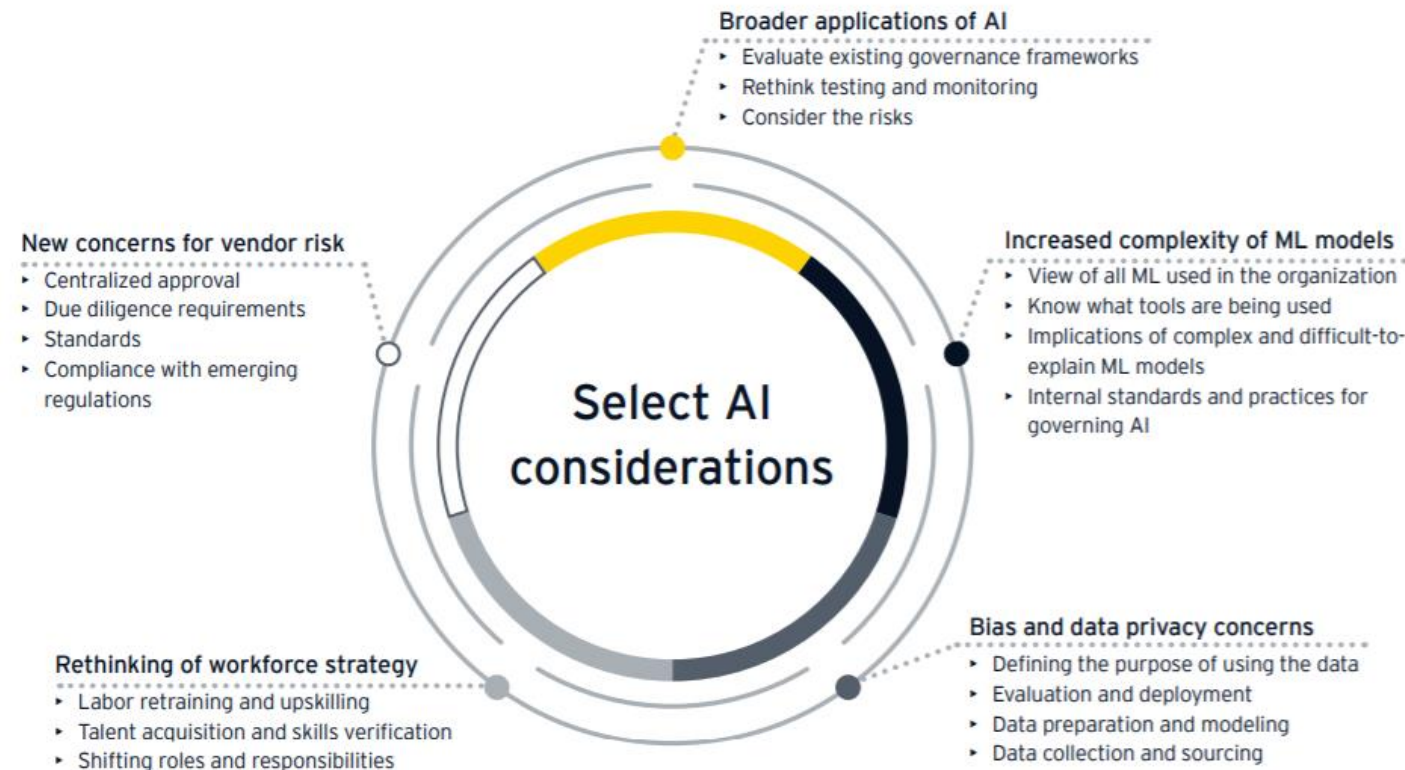 Broader applications of AI
‣ Evaluate existing governance frameworks
‣ Rethink testing and monitoring
‣ Consider the risks
New concerns for vendor risk
‣ Centralized approval
‣ Due diligence requirements
‣ Standards
‣ Compliance with emerging
regulations
Increased complexity of ML models
‣ View of all ML used in the organization
‣ Know what tools are being used
‣ Implications of complex and difficult-to-
explain ML models
‣ Internal standards and practices for
governing AI
Select AI
considerations
Rethinking of workforce strategy
‣ Labor retraining and upskilling
‣ Talent acquisition and skills verification
‣ Shifting roles and responsibilities
Bias and data privacy concerns
‣ Defining the purpose of using the data
‣ Evaluation and deployment
‣ Data preparation and modeling
‣ Data collection and sourcing